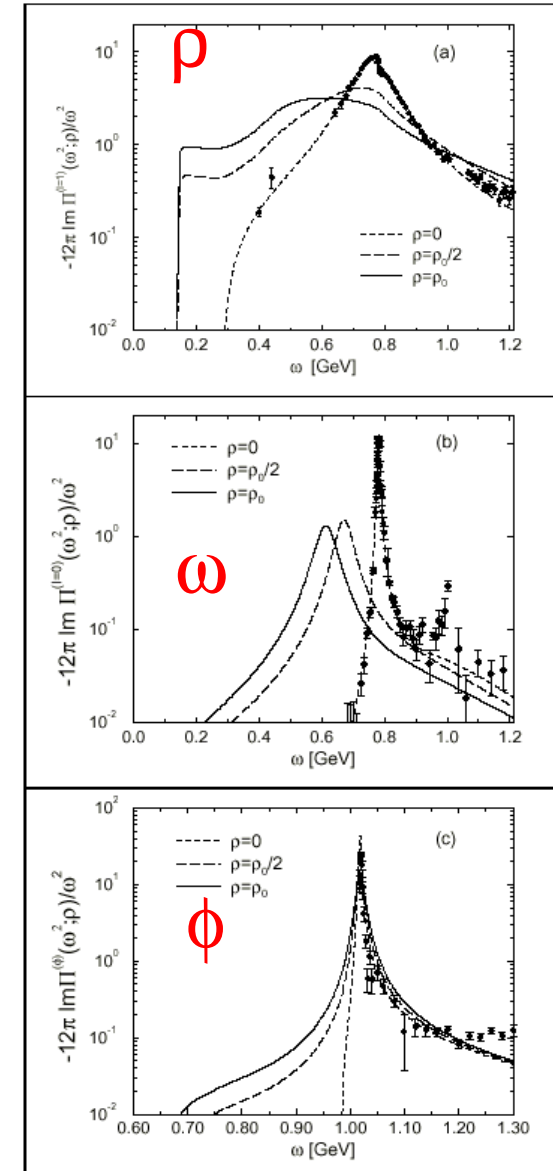 ρ
(a)
-12π Im Π^(I=1)(ω²;ρ)/ω²
10¹
10⁰
10⁻¹
10⁻²
ρ=0
ρ=ρ₀/2
ρ=ρ₀
0.0 0.2 0.4 0.6 0.8 1.0 1.2
ω [GeV]
(b)
-12π Im Π^(I=0)(ω²;ρ)/ω²
10¹
10⁰
10⁻¹
10⁻²
ρ=0
ρ=ρ₀/2
ρ=ρ₀
ω
0.0 0.2 0.4 0.6 0.8 1.0 1.2
ω [GeV]
(c)
-12π ImΠ^(ϕ)(ω²;ρ)/ω²
10²
10¹
10⁰
10⁻¹
10⁻²
ρ=0
ρ=ρ₀/2
ρ=ρ₀
ϕ
0.60 0.70 0.80 0.90 1.00 1.10 1.20 1.30
ω [GeV]